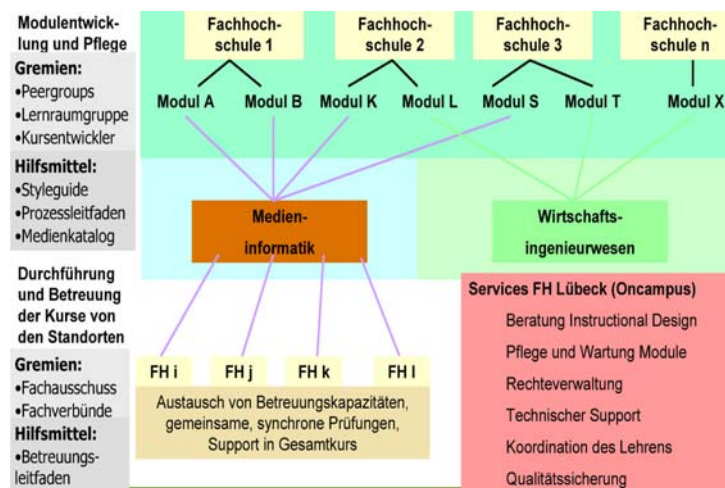 Modulentwick-
lung und Pflege
Gremien:
•Peergroups
•Lernraumgruppe
•Kursentwickler
Hilfsmittel:
•Styleguide
•Prozessleitfaden
•Medienkatalog
Durchführung
und Betreuung
der Kurse von
den Standorten
Gremien:
•Fachausschuss
•Fachverbünde
Hilfsmittel:
•Betreuungs-
leitfaden
Fachhoch-
schule 1
Fachhoch-
schule 2
Fachhoch-
schule 3
Fachhoch-
schule n
Modul A
Modul B
Modul K
Modul L
Modul S
Modul T
Modul X
Medien-
informatik
Wirtschafts-
ingenieurwesen
FH i
FH j
FH k
FH l
Austausch von Betreuungskapazitäten,
gemeinsame, synchrone Prüfungen,
Support in Gesamtkurs
Services FH Lübeck (Oncampus)
Beratung Instructional Design
Pflege und Wartung Module
Rechteverwaltung
Technischer Support
Koordination des Lehrens
Qualitätssicherung